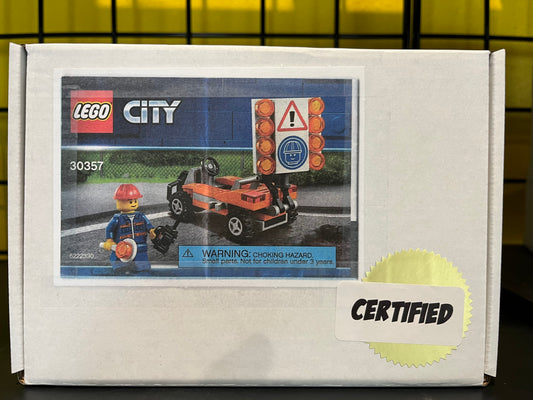 LEGO CITY
30357
6222330
WARNING: CHOKING HAZARD.
Small parts. Not for children under 3 years.
CERTIFIED